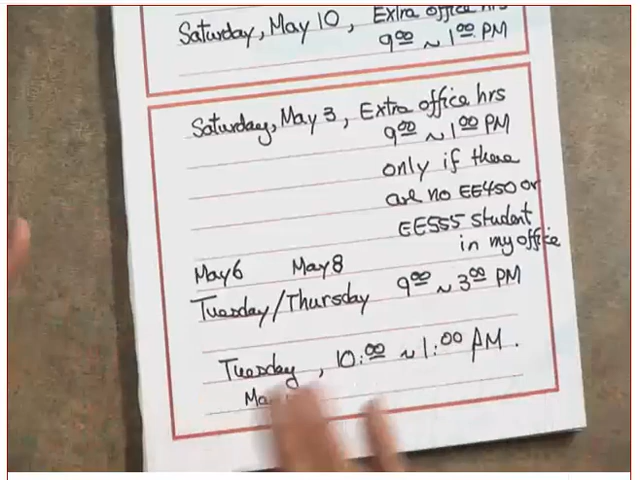 Saturday, May 10, Extra office hrs
9:00 ~ 1:00 PM
Saturday, May 3, Extra office hrs
9:00 ~ 1:00 PM
only if there
are no EE450 or
EE555 student
in my office
May 6 May 8
Tuesday/Thursday 9:00 ~ 3:00 PM
Tuesday, 10:00 ~ 1:00 PM.